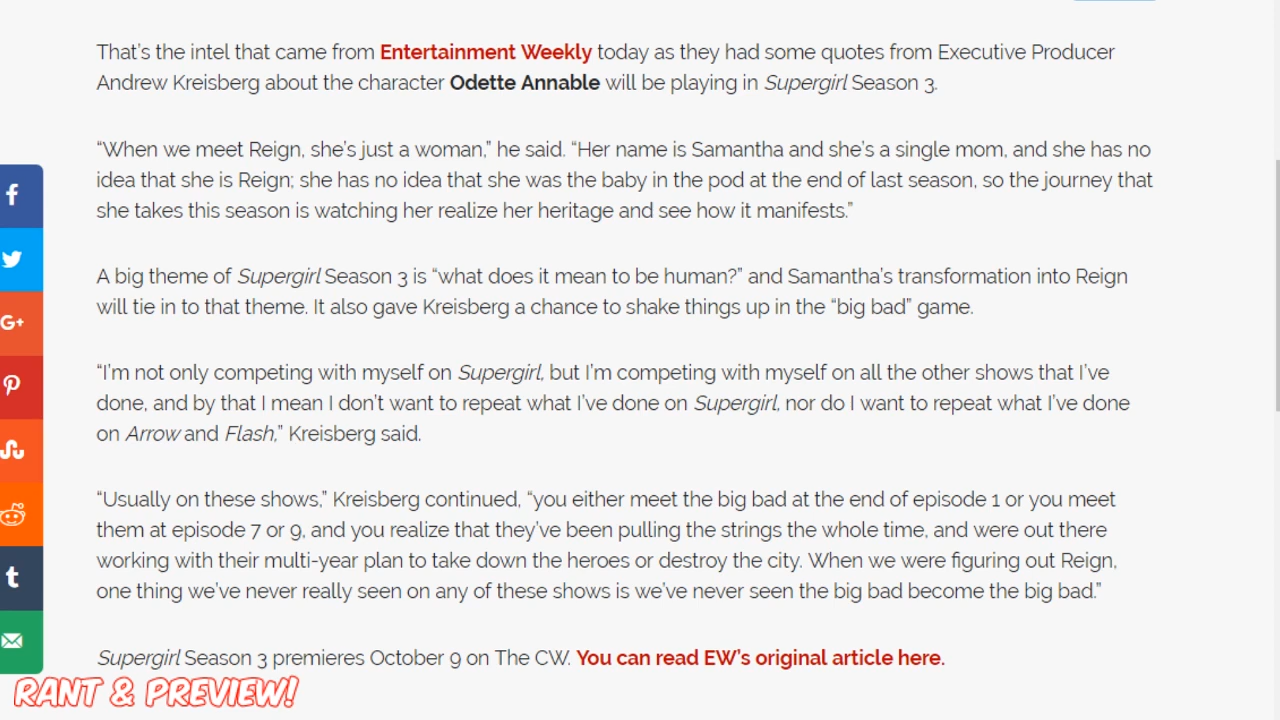 That's the intel that came from Entertainment Weekly today as they had some quotes from Executive Producer
Andrew Kreisberg about the character Odette Annable will be playing in Supergirl Season 3.
“When we meet Reign, she's just a woman,” he said. “Her name is Samantha and she's a single mom, and she has no
idea that she is Reign; she has no idea that she was the baby in the pod at the end of last season, so the journey that
she takes this season is watching her realize her heritage and see how it manifests.”
A big theme of Supergirl Season 3 is “what does it mean to be human?” and Samantha's transformation into Reign
will tie in to that theme. It also gave Kreisberg a chance to shake things up in the “big bad” game.
“I'm not only competing with myself on Supergirl, but I'm competing with myself on all the other shows that I've
done, and by that I mean I don't want to repeat what I've done on Supergirl, nor do I want to repeat what I've done
on Arrow and Flash,” Kreisberg said.
“Usually on these shows,” Kreisberg continued, “you either meet the big bad at the end of episode 1 or you meet
them at episode 7 or 9, and you realize that they've been pulling the strings the whole time, and were out there
working with their multi-year plan to take down the heroes or destroy the city. When we were figuring out Reign,
one thing we've never really seen on any of these shows is we've never seen the big bad become the big bad.”
Supergirl Season 3 premieres October 9 on The CW. You can read EW's original article here.
RANT & PREVIEW!